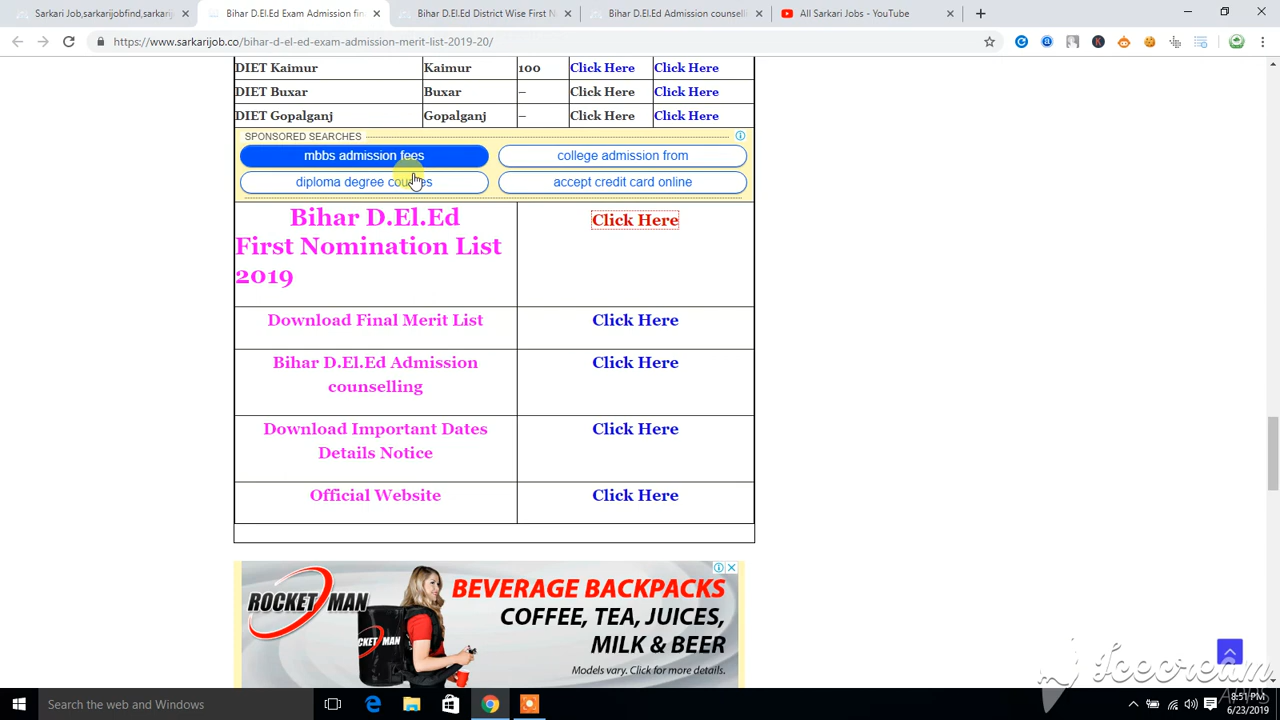 Sarkari Job,sarkarijobfind,sarkari
Bihar D.El.Ed Exam Admission fin
Bihar D.El.Ed District Wise First N
Bihar D.El.Ed Admission counselli
All Sarkari Jobs - YouTube
https://www.sarkarijob.co/bihar-d-el-ed-exam-admission-merit-list-2019-20/
DIET Kaimur Kaimur 100 Click Here Click Here
DIET Buxar Buxar – Click Here Click Here
DIET Gopalganj Gopalganj – Click Here Click Here
SPONSORED SEARCHES
mbbs admission fees college admission from
diploma degree courses accept credit card online
Bihar D.El.Ed Click Here
First Nomination List
2019
Download Final Merit List Click Here
Bihar D.El.Ed Admission Click Here
counselling
Download Important Dates Click Here
Details Notice
Official Website Click Here
ROCKET MAN
BEVERAGE BACKPACKS
COFFEE, TEA, JUICES,
MILK & BEER
Models vary. Click for more details.
Icecream
APPS
Search the web and Windows
8:51 PM
6/23/2019